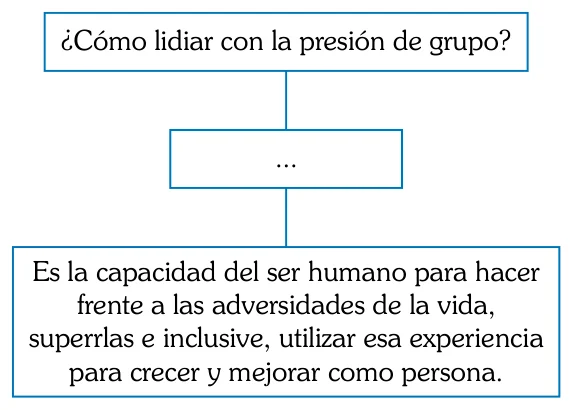 ¿Cómo lidiar con la presión de grupo?
...
Es la capacidad del ser humano para hacer
frente a las adversidades de la vida,
superrlas e inclusive, utilizar esa experiencia
para crecer y mejorar como persona.